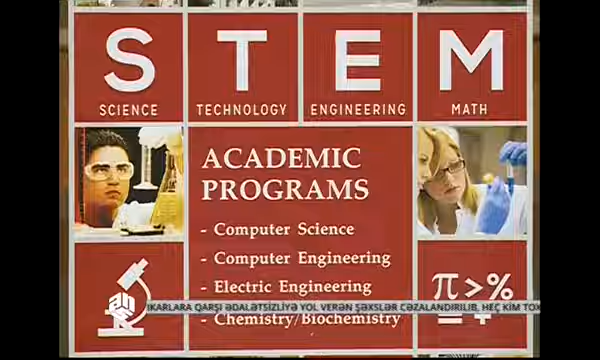 S T E M
SCIENCE TECHNOLOGY ENGINEERING MATH
ACADEMIC
PROGRAMS
- Computer Science
- Computer Engineering
- Electric Engineering
π>%
IKARLARA QARŞI ƏDALƏTSİZLİYƏ YOL VERƏN ŞƏXSLƏR CƏZALANDIRILIB, HEÇ KİM TOX
- Chemistry/Biochemistry